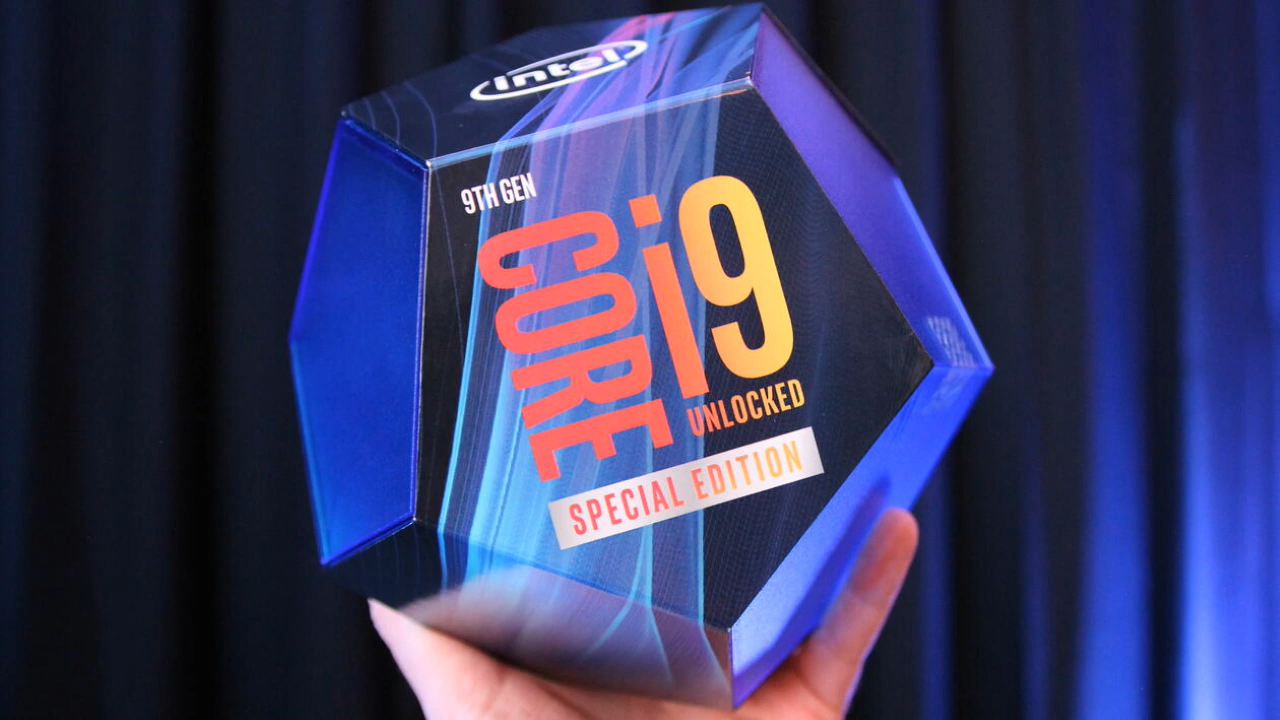 intel
9TH GEN
CORE i9
UNLOCKED
SPECIAL EDITION